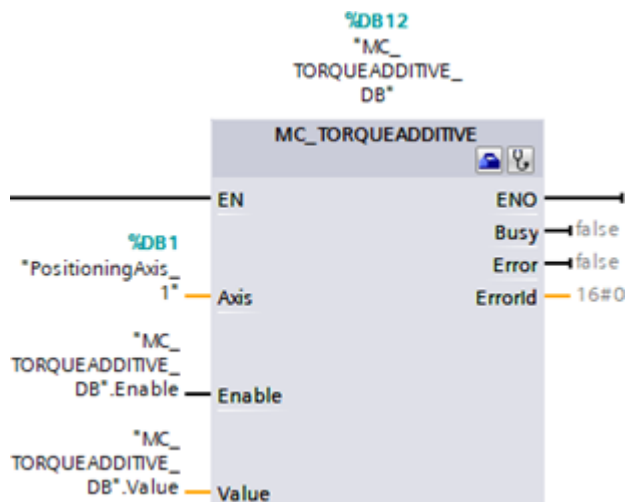 %DB12
"MC_
TORQUEADDITIVE_
DB"
MC_TORQUEADDITIVE
EN
ENO
Busy
false
%DB1
Error
false
"PositioningAxis_
1"
Axis
ErrorId
16#0
"MC_
TORQUEADDITIVE_
DB".Enable
Enable
"MC_
TORQUEADDITIVE_
DB".Value
Value